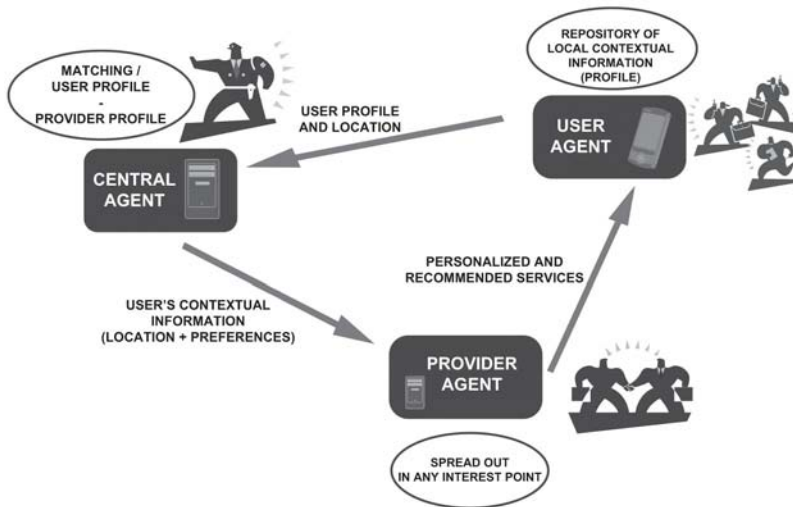 MATCHING /
USER PROFILE
-
PROVIDER PROFILE
REPOSITORY OF
LOCAL CONTEXTUAL
INFORMATION
(PROFILE)
USER PROFILE
AND LOCATION
USER
AGENT
CENTRAL
AGENT
PERSONALIZED AND
RECOMMENDED SERVICES
USER'S CONTEXTUAL
INFORMATION
(LOCATION + PREFERENCES)
PROVIDER
AGENT
SPREAD OUT
IN ANY INTEREST POINT